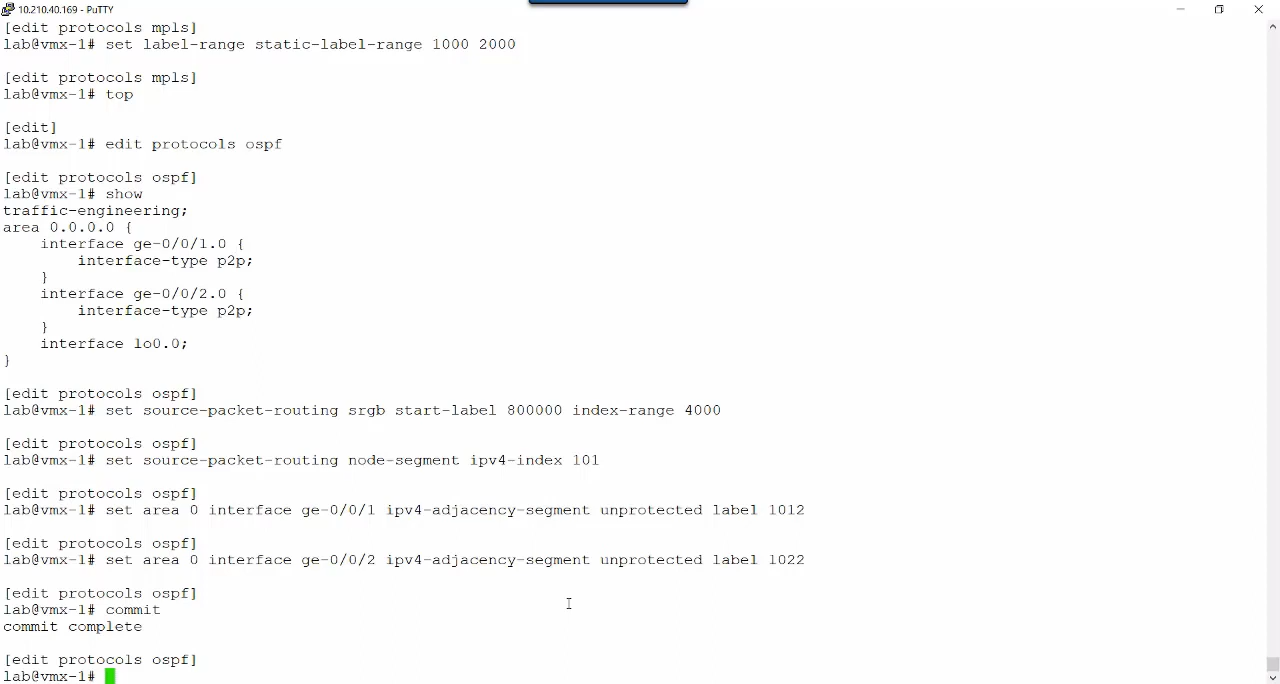 10.210.40.169 - PuTTY
[edit protocols mpls]
lab@vmx-1# set label-range static-label-range 1000 2000
[edit protocols mpls]
lab@vmx-1# top
[edit]
lab@vmx-1# edit protocols ospf
[edit protocols ospf]
lab@vmx-1# show
traffic-engineering;
area 0.0.0.0 {
    interface ge-0/0/1.0 {
        interface-type p2p;
    }
    interface ge-0/0/2.0 {
        interface-type p2p;
    }
    interface lo0.0;
}
[edit protocols ospf]
lab@vmx-1# set source-packet-routing srgb start-label 800000 index-range 4000
[edit protocols ospf]
lab@vmx-1# set source-packet-routing node-segment ipv4-index 101
[edit protocols ospf]
lab@vmx-1# set area 0 interface ge-0/0/1 ipv4-adjacency-segment unprotected label 1012
[edit protocols ospf]
lab@vmx-1# set area 0 interface ge-0/0/2 ipv4-adjacency-segment unprotected label 1022
[edit protocols ospf]
lab@vmx-1# commit
commit complete
[edit protocols ospf]
lab@vmx-1#